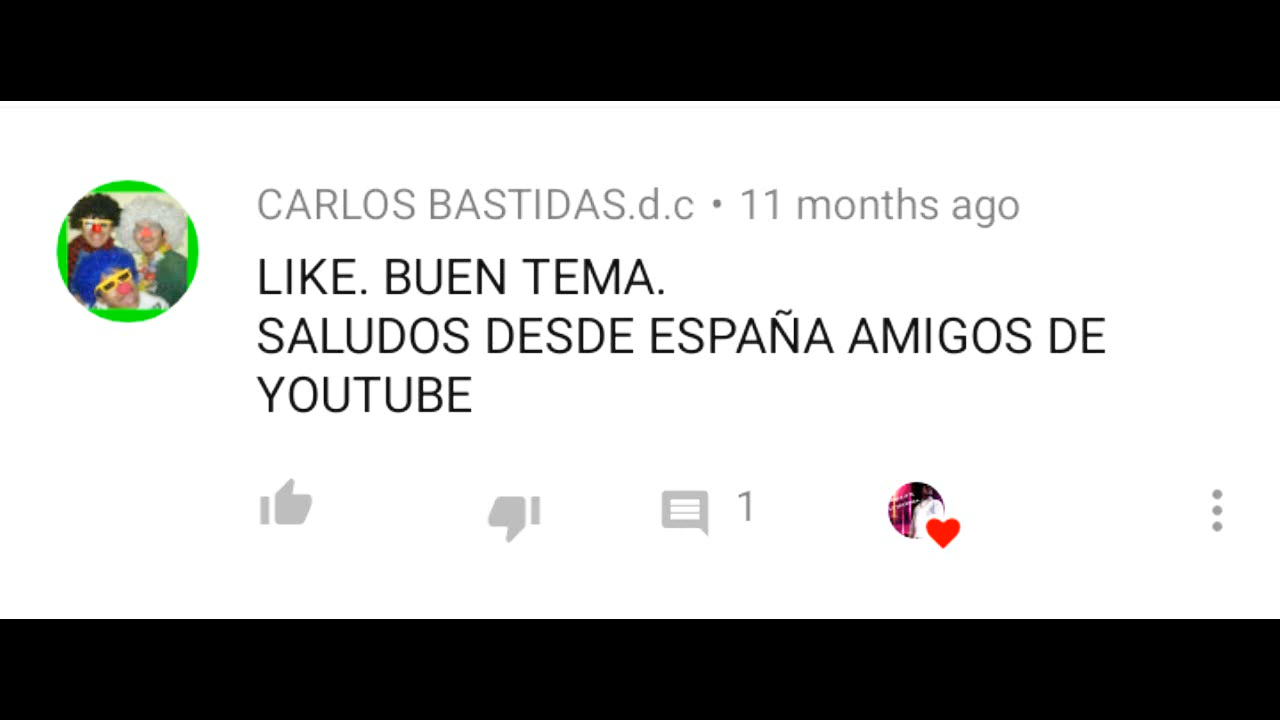 CARLOS BASTIDAS.d.c • 11 months ago
LIKE. BUEN TEMA.
SALUDOS DESDE ESPAÑA AMIGOS DE
YOUTUBE
1